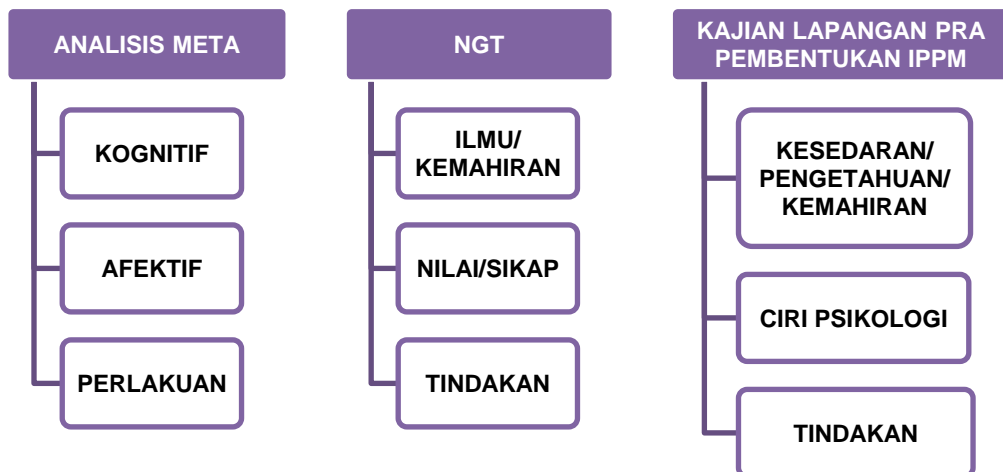 ANALISIS META
KOGNITIF
AFEKTIF
PERLAKUAN
NGT
ILMU/
KEMAHIRAN
NILAI/SIKAP
TINDAKAN
KAJIAN LAPANGAN PRA
PEMBENTUKAN IPPM
KESEDARAN/
PENGETAHUAN/
KEMAHIRAN
CIRI PSIKOLOGI
TINDAKAN